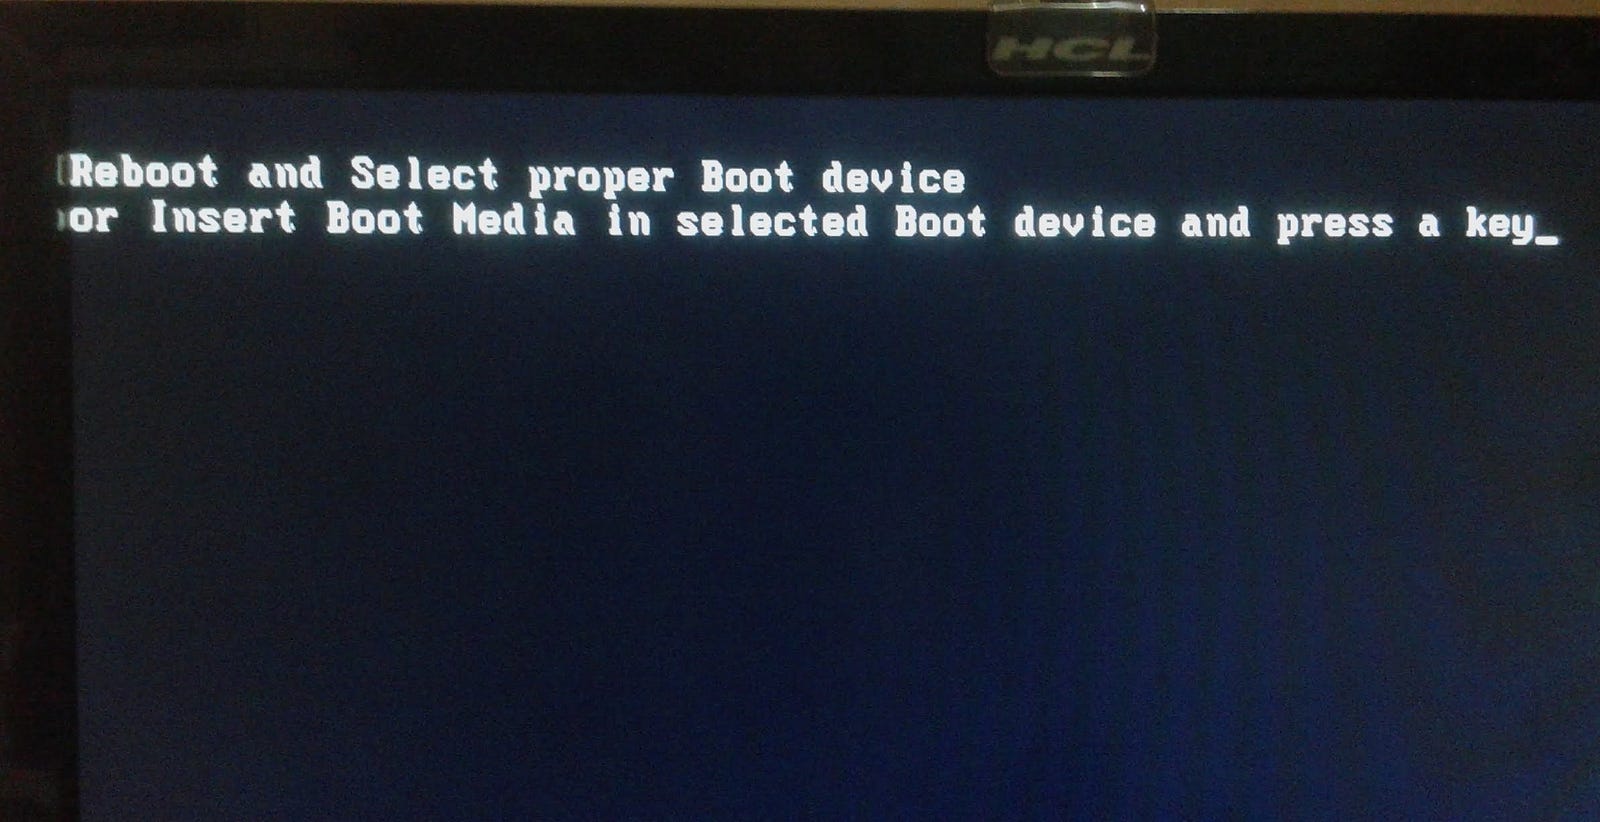 HCL
Reboot and Select proper Boot device
or Insert Boot Media in selected Boot device and press a key_